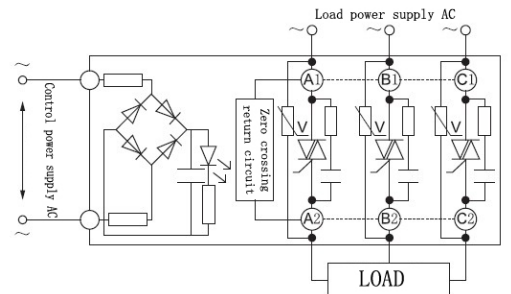 Load power supply AC
~ ~ ~
~
A1 B1 C1
Control power supply AC
Zero crossing
return circuit
V V V
A2 B2 C2
~
LOAD